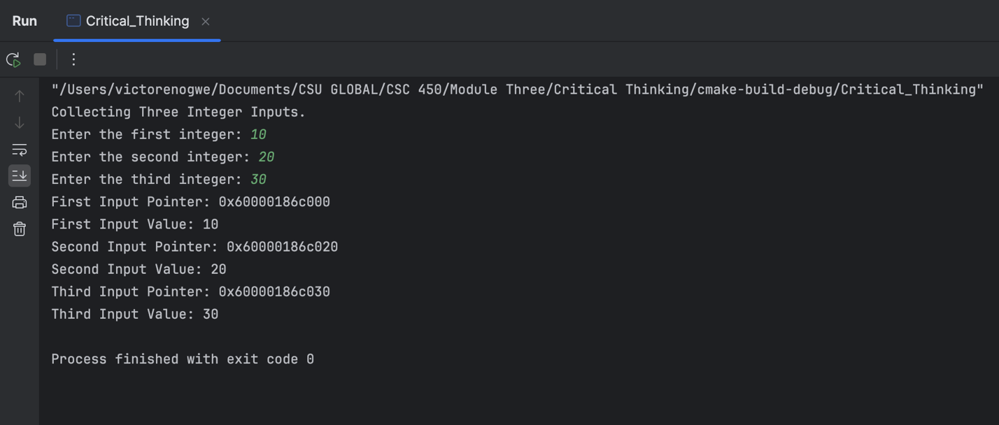 Run
Critical_Thinking
"/Users/victorenogwe/Documents/CSU GLOBAL/CSC 450/Module Three/Critical Thinking/cmake-build-debug/Critical_Thinking"
Collecting Three Integer Inputs.
Enter the first integer: 10
Enter the second integer: 20
Enter the third integer: 30
First Input Pointer: 0x60000186c000
First Input Value: 10
Second Input Pointer: 0x60000186c020
Second Input Value: 20
Third Input Pointer: 0x60000186c030
Third Input Value: 30
Process finished with exit code 0